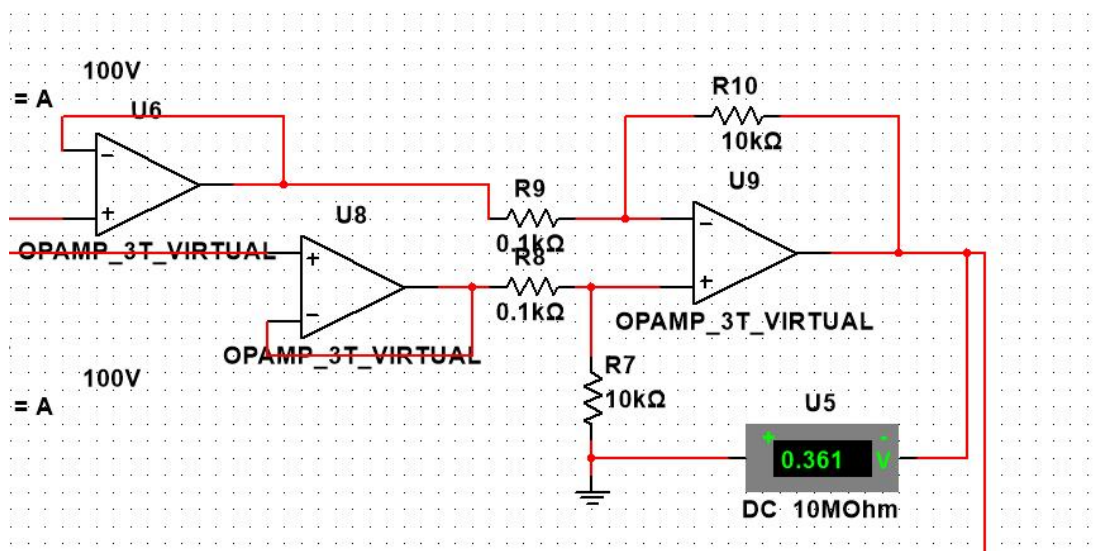 100V
= A
U6
R10
10kΩ
U9
R9
U8
0.1kΩ
OPAMP_3T_VIRTUAL
R8
0.1kΩ
OPAMP_3T_VIRTUAL
OPAMP_3T_VIRTUAL
R7
100V
10kΩ
= A
U5
+ -
0.361 V
DC 10MOhm